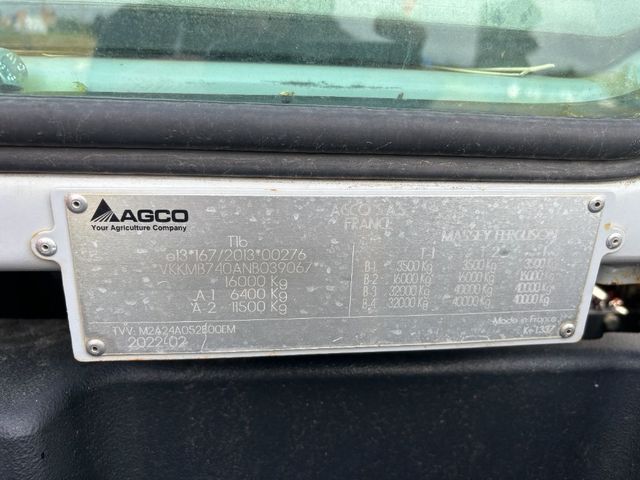 AGCO
Your Agriculture Company
AGCO S.A.S
FRANCE
T1b
e13*167/2013*00276
VKKMB740ANB039067
16000 Kg
A-1 6400 Kg
A-2 11500 Kg
TVV: M2A24A052E00EM
2022-02
MASSEY FERGUSON
T-1 T-2 T-3
B-1 3500 Kg 3500 Kg 3500 Kg
B-2 16000 Kg 16000 Kg 16000 Kg
B-3 32000 Kg 40000 Kg 40000 Kg
B-4 32000 Kg 40000 Kg 40000 Kg
Made in France